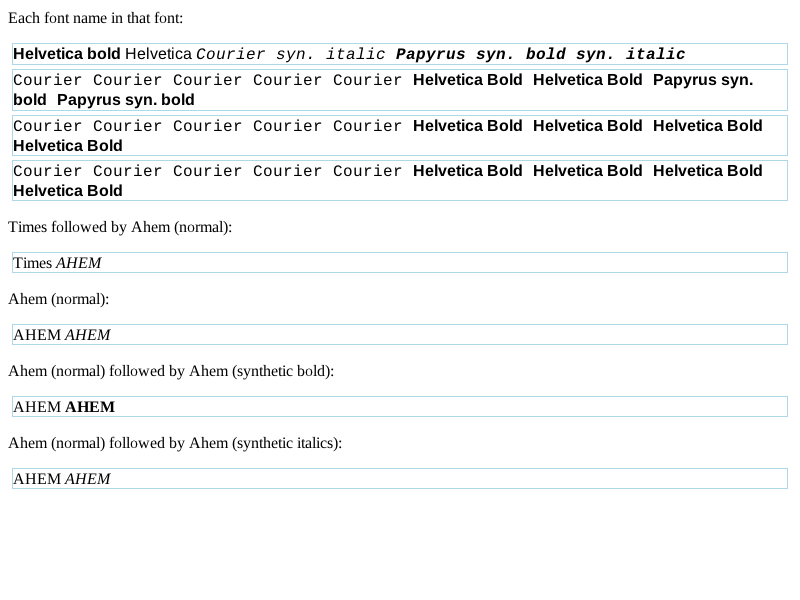 Each font name in that font:
Helvetica bold Helvetica Courier syn. italic Papyrus syn. bold syn. italic
Courier Courier Courier Courier Courier Helvetica Bold Helvetica Bold Papyrus syn.
bold Papyrus syn. bold
Courier Courier Courier Courier Courier Helvetica Bold Helvetica Bold Helvetica Bold
Helvetica Bold
Courier Courier Courier Courier Courier Helvetica Bold Helvetica Bold Helvetica Bold
Helvetica Bold
Times followed by Ahem (normal):
Times AHEM
Ahem (normal):
AHEM AHEM
Ahem (normal) followed by Ahem (synthetic bold):
AHEM AHEM
Ahem (normal) followed by Ahem (synthetic italics):
AHEM AHEM